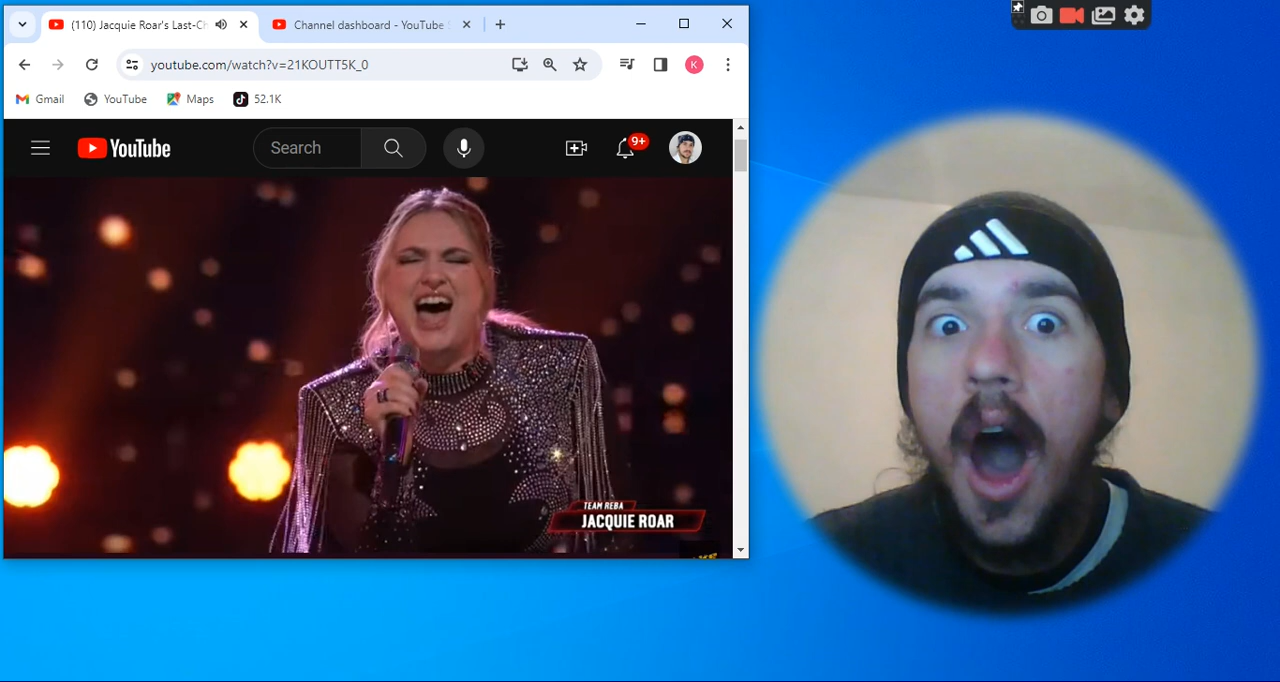 (110) Jacquie Roar's Last-Ch
Channel dashboard - YouTube S
youtube.com/watch?v=21KOUTT5K_0
K
Gmail
YouTube
Maps
52.1K
YouTube
Search
9+
TEAM REBA
JACQUIE ROAR